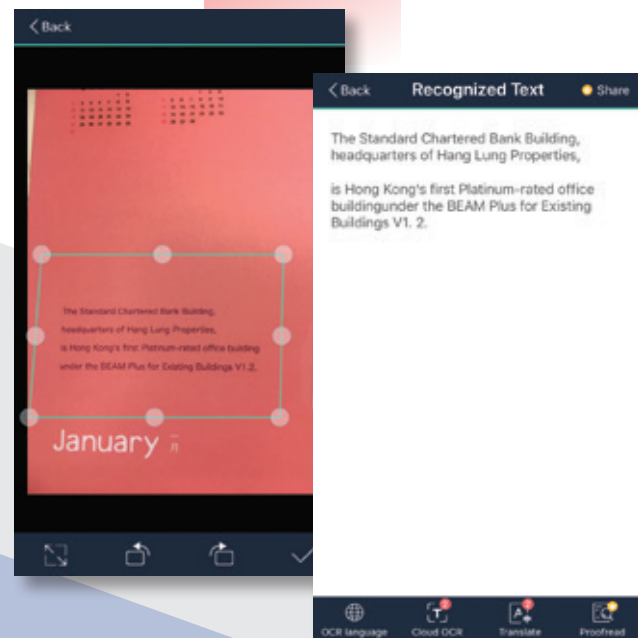 Back
The Standard Chartered Bank Building,
headquarters of Hang Lung Properties,
is Hong Kong's first Platinum-rated office building
under the BEAM Plus for Existing Buildings V1.2.
January 一月
Back Recognized Text Share
The Standard Chartered Bank Building,
headquarters of Hang Lung Properties,
is Hong Kong's first Platinum-rated office
buildingunder the BEAM Plus for Existing
Buildings V1. 2.
OCR language Cloud OCR Translate Proofread